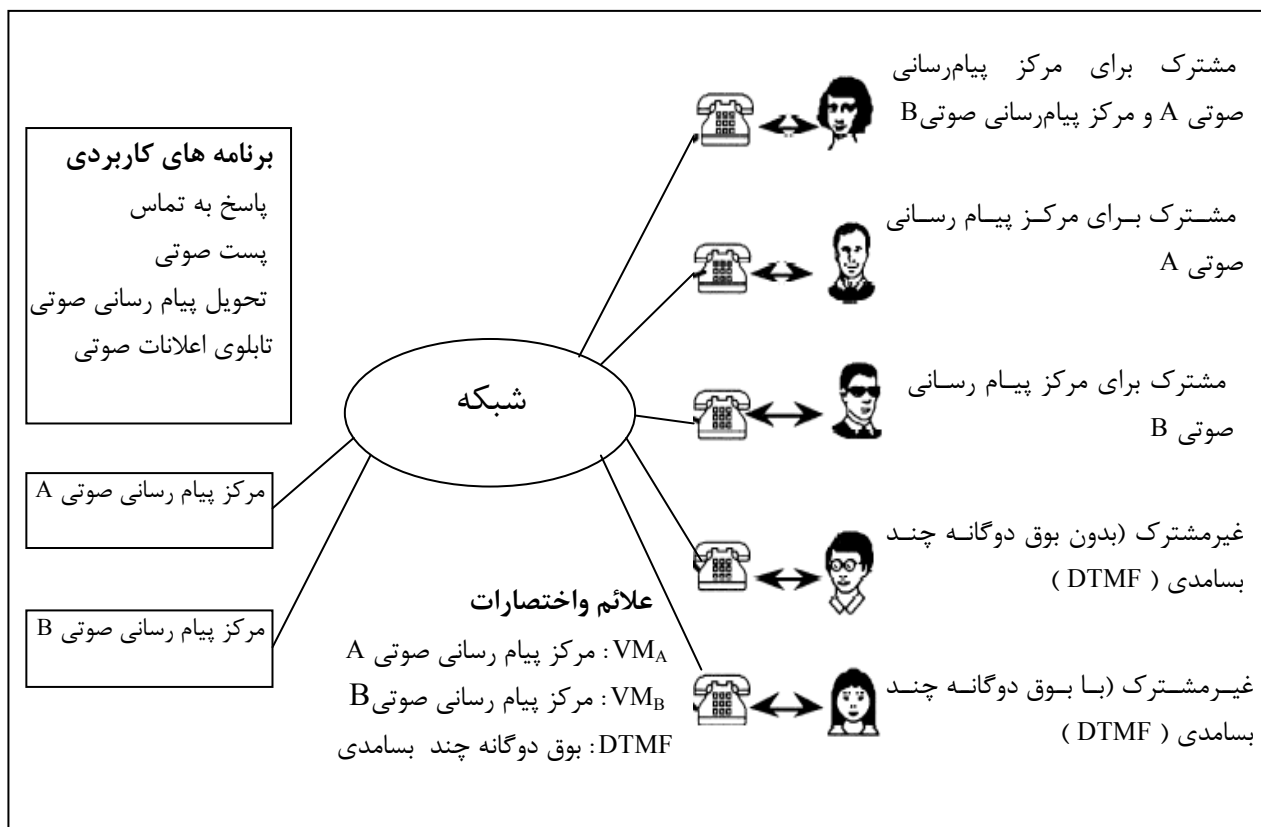 مشترک برای مرکز پیام‌رسانی
صوتی A و مرکز پیام‌رسانی صوتیB
برنامه های کاربردی
پاسخ به تماس
پست صوتی
تحویل پیام رسانی صوتی
تابلوی اعلانات صوتی
مشترک برای مرکز پیام رسانی
صوتی A
شبکه
مشترک برای مرکز پیام رسانی
صوتی B
مرکز پیام رسانی صوتی A
غیرمشترک (بدون بوق دوگانه چند
بسامدی ( DTMF )
مرکز پیام رسانی صوتی B
علائم واختصارات
VMA: مرکز پیام رسانی صوتی A
VMB: مرکز پیام رسانی صوتیB
DTMF: بوق دوگانه چند بسامدی
غیرمشترک (با بوق دوگانه چند
بسامدی ( DTMF )